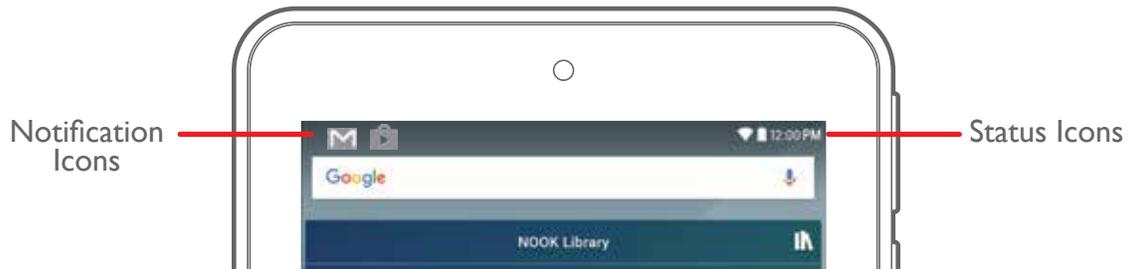 Notification
Icons
12:00 PM
Status Icons
Google
NOOK Library